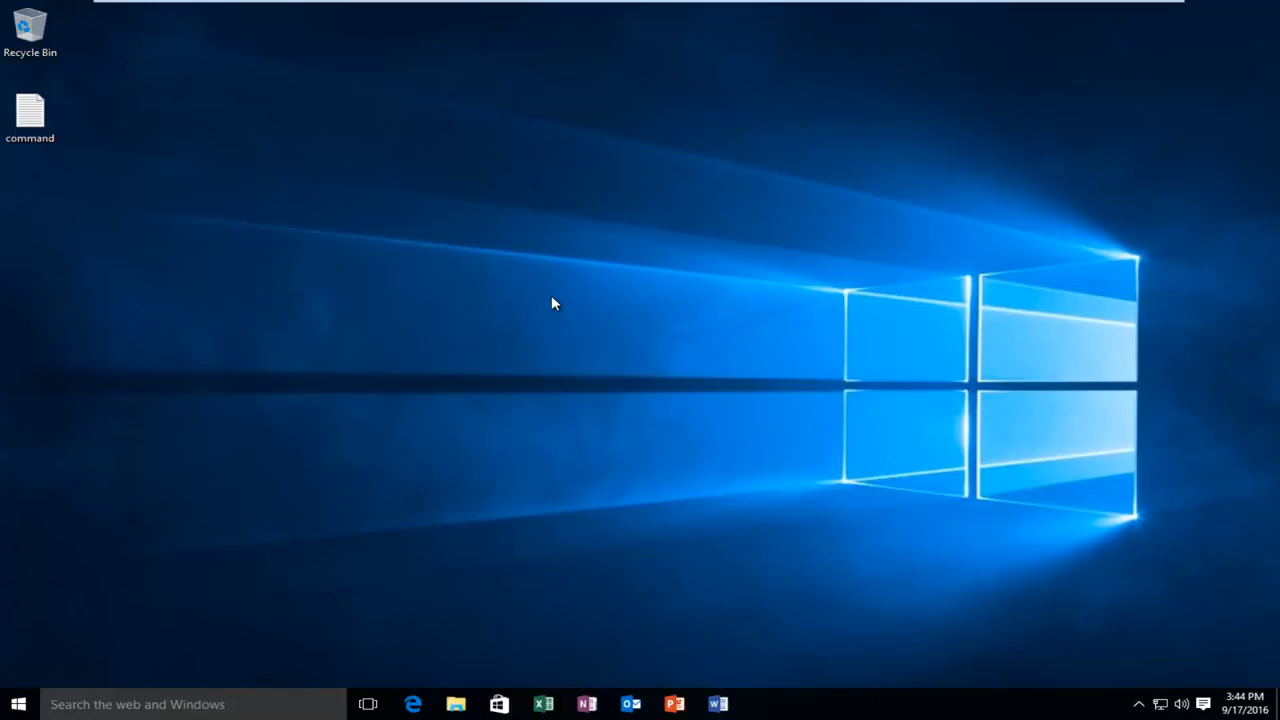 Recycle Bin
command
Search the web and Windows
3:44 PM
9/17/2016